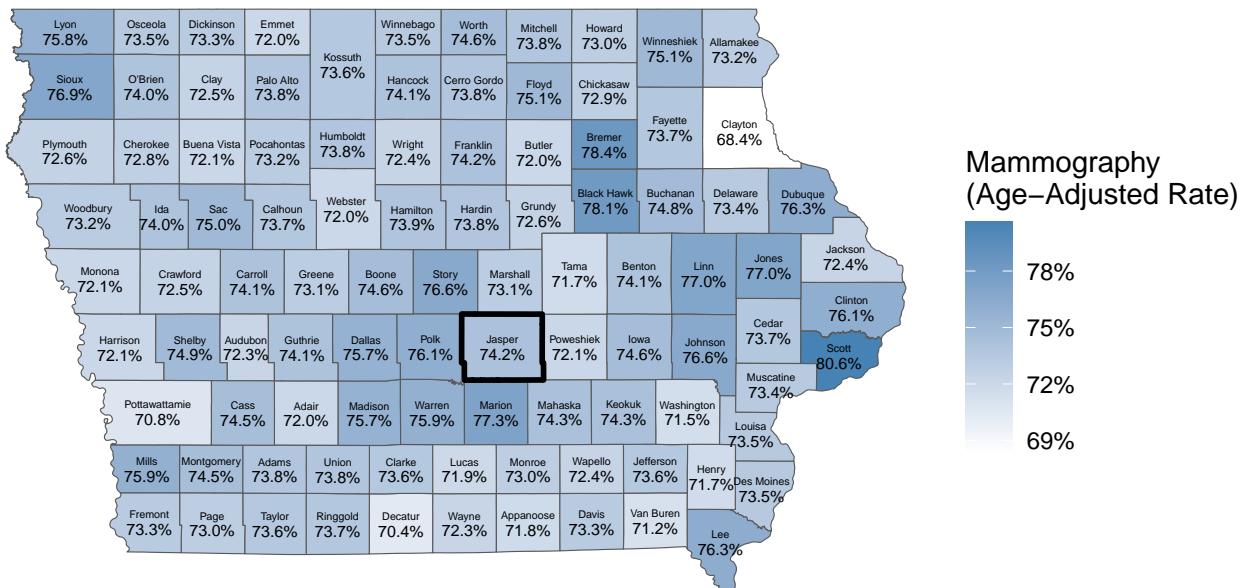 Lyon
75.8%
Osceola
73.5%
Dickinson
73.3%
Emmet
72.0%
Kossuth
73.6%
Winnebago
73.5%
Worth
74.6%
Mitchell
73.8%
Howard
73.0%
Winneshiek
75.1%
Allamakee
73.2%
Sioux
76.9%
O'Brien
74.0%
Clay
72.5%
Palo Alto
73.8%
Hancock
74.1%
Cerro Gordo
73.8%
Floyd
75.1%
Chickasaw
72.9%
Fayette
73.7%
Clayton
68.4%
Plymouth
72.6%
Cherokee
72.8%
Buena Vista
72.1%
Pocahontas
73.2%
Humboldt
73.8%
Wright
72.4%
Franklin
74.2%
Butler
72.0%
Bremer
78.4%
Woodbury
73.2%
Ida
74.0%
Sac
75.0%
Calhoun
73.7%
Webster
72.0%
Hamilton
73.9%
Hardin
73.8%
Grundy
72.6%
Black Hawk
78.1%
Buchanan
74.8%
Delaware
73.4%
Dubuque
76.3%
Monona
72.1%
Crawford
72.5%
Carroll
74.1%
Greene
73.1%
Boone
74.6%
Story
76.6%
Marshall
73.1%
Tama
71.7%
Benton
74.1%
Linn
77.0%
Jones
77.0%
Jackson
72.4%
Clinton
76.1%
Harrison
72.1%
Shelby
74.9%
Audubon
72.3%
Guthrie
74.1%
Dallas
75.7%
Polk
76.1%
Jasper
74.2%
Poweshiek
72.1%
Iowa
74.6%
Johnson
76.6%
Cedar
73.7%
Scott
80.6%
Muscatine
73.4%
Pottawattamie
70.8%
Cass
74.5%
Adair
72.0%
Madison
75.7%
Warren
75.9%
Marion
77.3%
Mahaska
74.3%
Keokuk
74.3%
Washington
71.5%
Louisa
73.5%
Mills
75.9%
Montgomery
74.5%
Adams
73.8%
Union
73.8%
Clarke
73.6%
Lucas
71.9%
Monroe
73.0%
Wapello
72.4%
Jefferson
73.6%
Henry
71.7%
Des Moines
73.5%
Fremont
73.3%
Page
73.0%
Taylor
73.6%
Ringgold
73.7%
Decatur
70.4%
Wayne
72.3%
Appanoose
71.8%
Davis
73.3%
Van Buren
71.2%
Lee
76.3%
Mammography
(Age−Adjusted Rate)
78%
75%
72%
69%